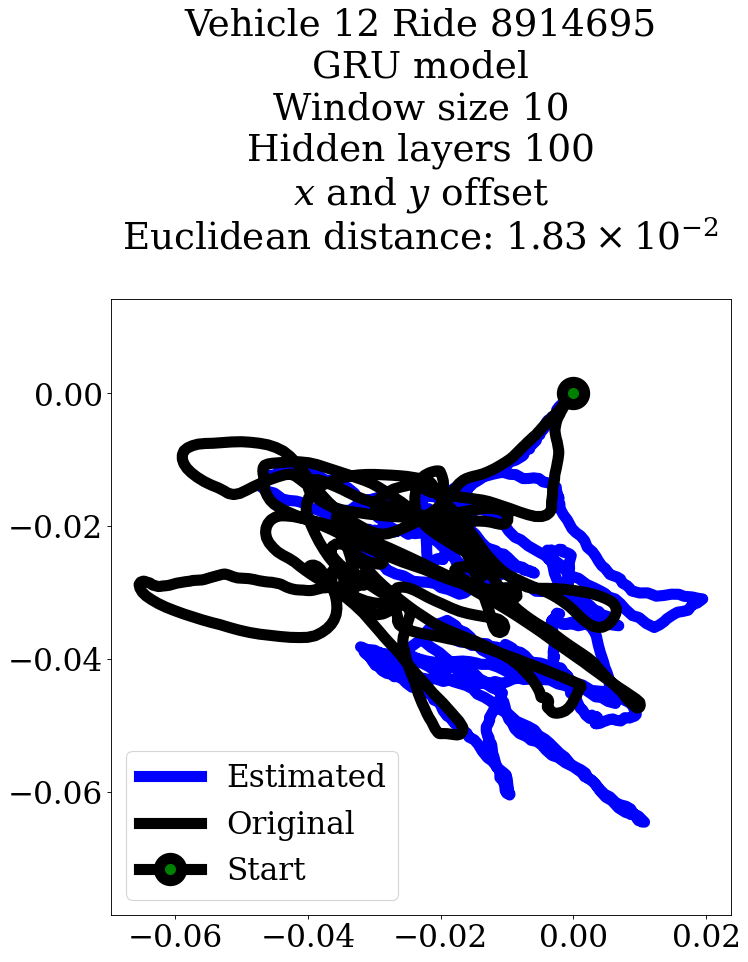 Vehicle 12 Ride 8914695
GRU model
Window size 10
Hidden layers 100
x and y offset
Euclidean distance: 1.83 × 10⁻²
0.00
−0.02
−0.04
−0.06
Estimated
Original
Start
−0.06 −0.04 −0.02 0.00 0.02